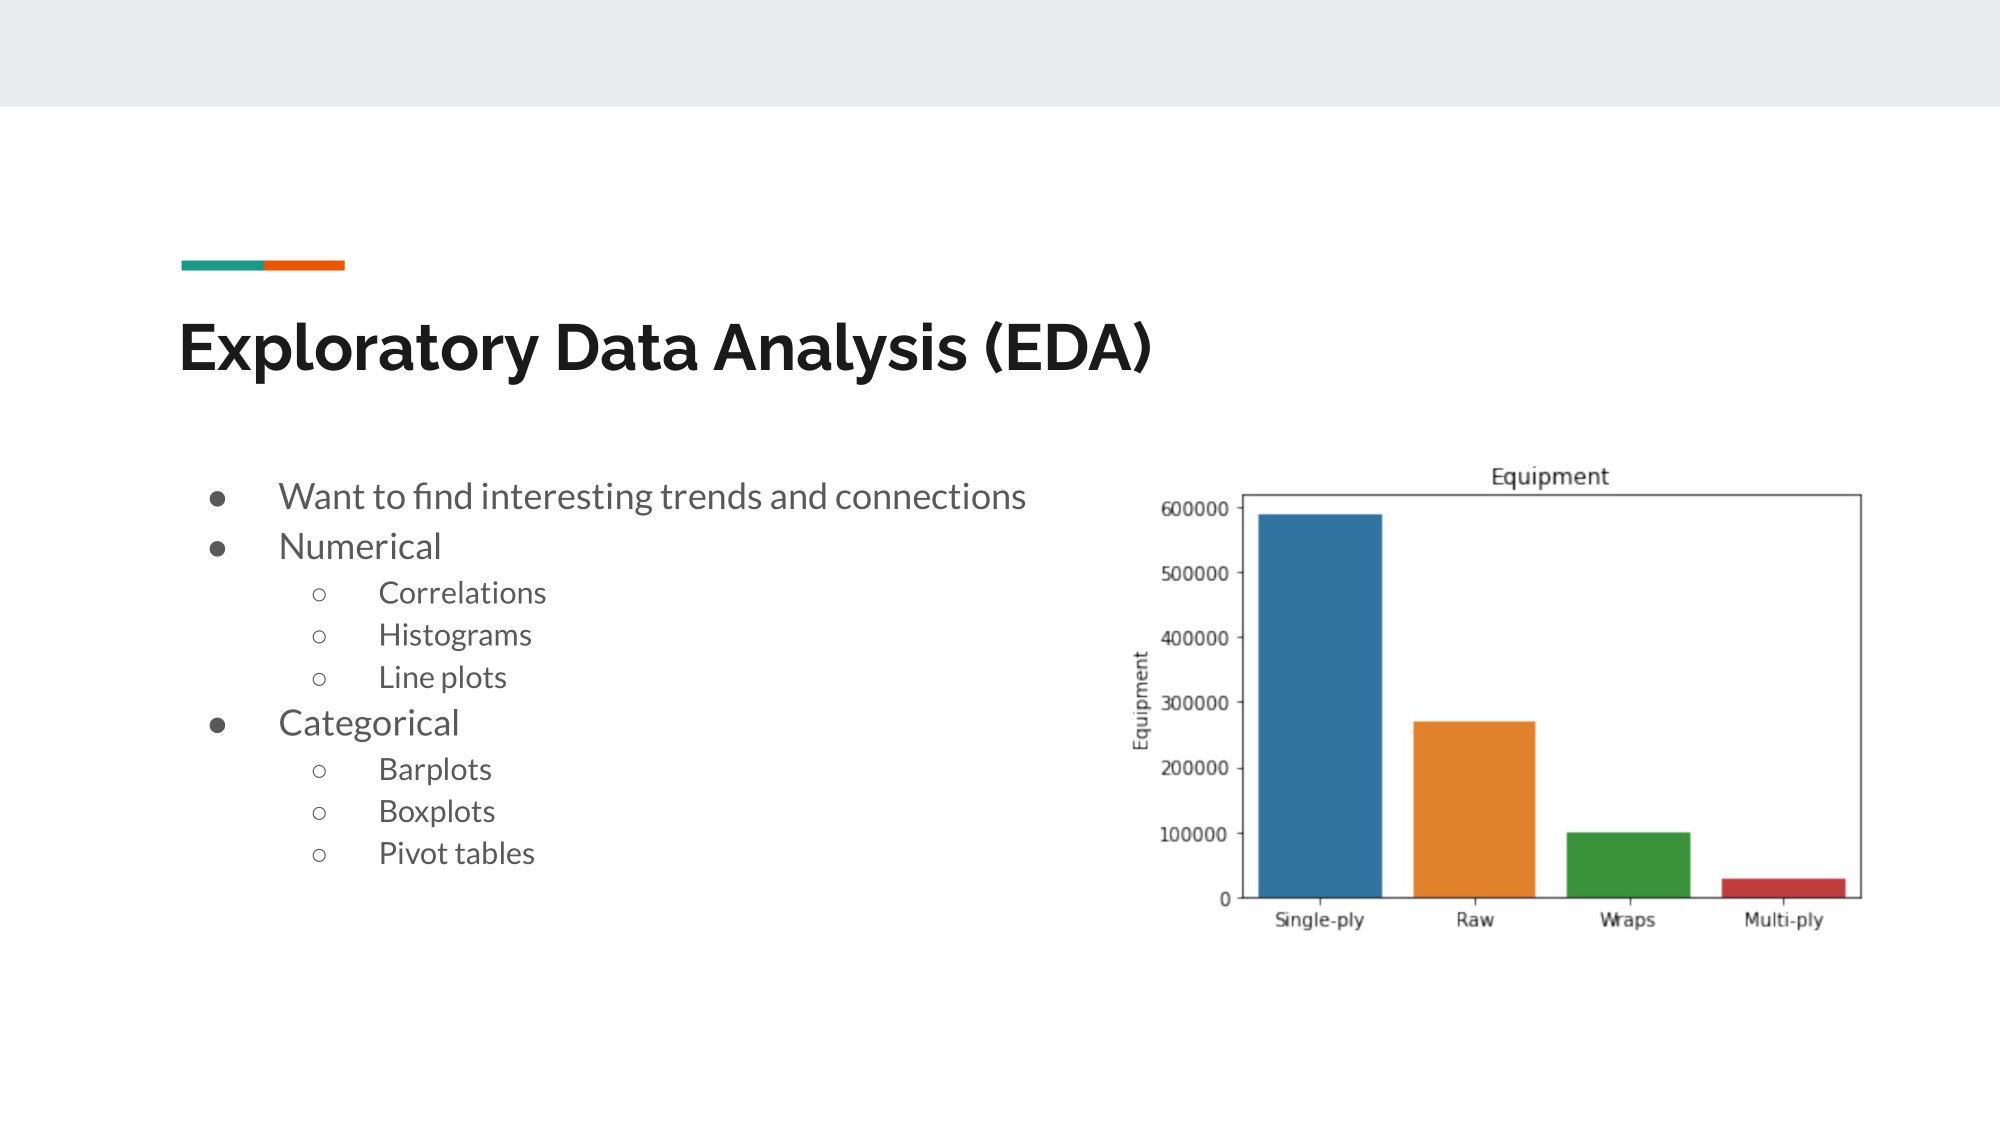 Exploratory Data Analysis (EDA)
● Want to find interesting trends and connections
● Numerical
○ Correlations
○ Histograms
○ Line plots
● Categorical
○ Barplots
○ Boxplots
○ Pivot tables
Equipment
Equipment
600000
500000
400000
300000
200000
100000
0
Single-ply Raw Wraps Multi-ply